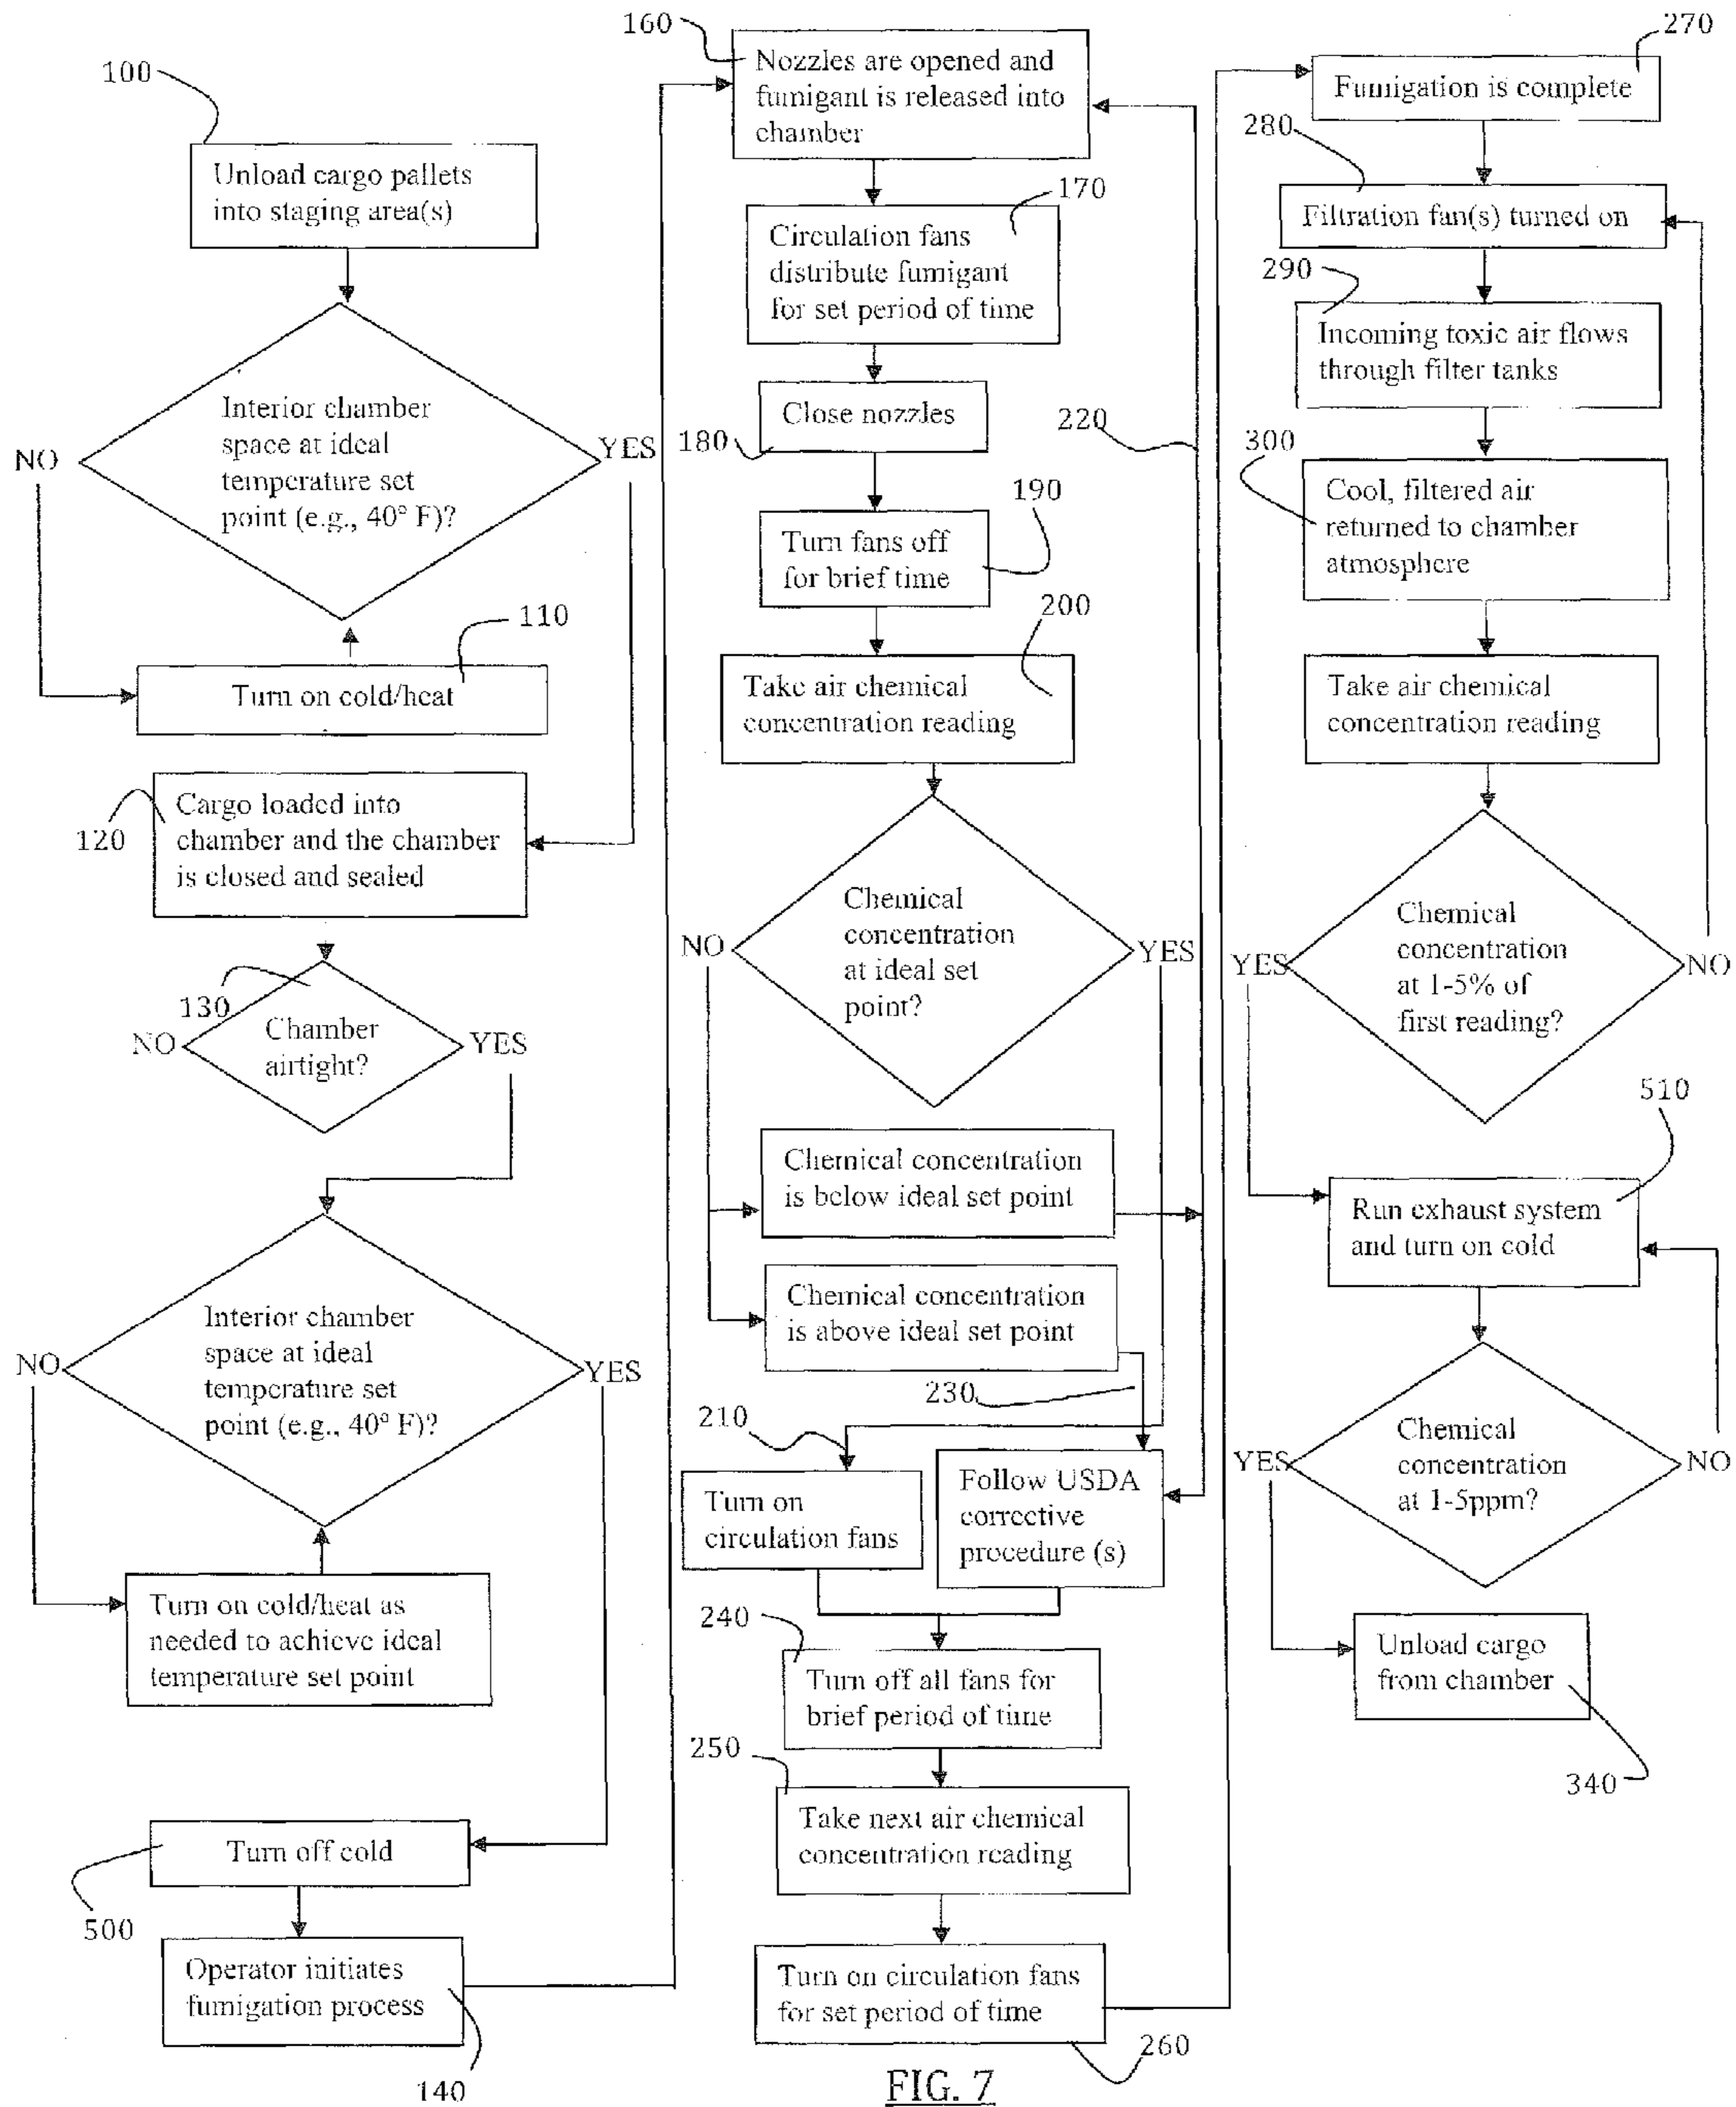 100
Unload cargo pallets
into staging area(s)
Interior chamber
space at ideal
temperature set
point (e.g., 40° F)?
NO
YES
110
Turn on cold/heat
120
Cargo loaded into
chamber and the chamber
is closed and sealed
130
NO
Chamber
airtight?
YES
Interior chamber
space at ideal
temperature set
point (e.g., 40° F)?
NO
YES
Turn on cold/heat as
needed to achieve ideal
temperature set point
Turn off cold
500
Operator initiates
fumigation process
140
160
Nozzles are opened and
fumigant is released into
chamber
170
Circulation fans
distribute fumigant
for set period of time
Close nozzles
180
220
190
Turn fans off
for brief time
200
Take air chemical
concentration reading
Chemical
concentration
at ideal set
point?
NO
YES
Chemical concentration
is below ideal set point
Chemical concentration
is above ideal set point
230
210
Turn on
circulation fans
Follow USDA
corrective
procedure (s)
240
Turn off all fans for
brief period of time
250
Take next air chemical
concentration reading
Turn on circulation fans
for set period of time
260
270
Fumigation is complete
280
Filtration fan(s) turned on
290
Incoming toxic air flows
through filter tanks
300
Cool, filtered air
returned to chamber
atmosphere
Take air chemical
concentration reading
Chemical
concentration
at 1-5% of
first reading?
YES
NO
510
Run exhaust system
and turn on cold
Chemical
concentration
at 1-5ppm?
YES
NO
Unload cargo
from chamber
340
FIG. 7